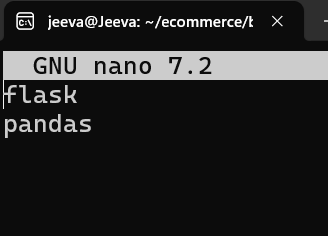 jeeva@Jeeva: ~/ecommerce/b
GNU nano 7.2
flask
pandas